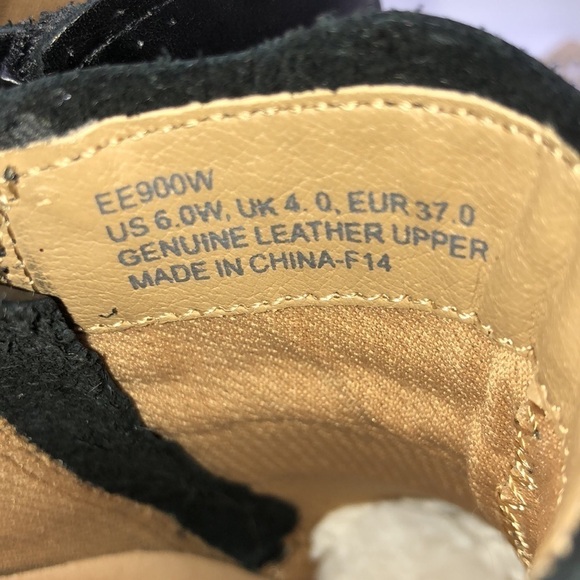 EE900W
US 6.0W, UK 4.0, EUR 37.0
GENUINE LEATHER UPPER
MADE IN CHINA-F14